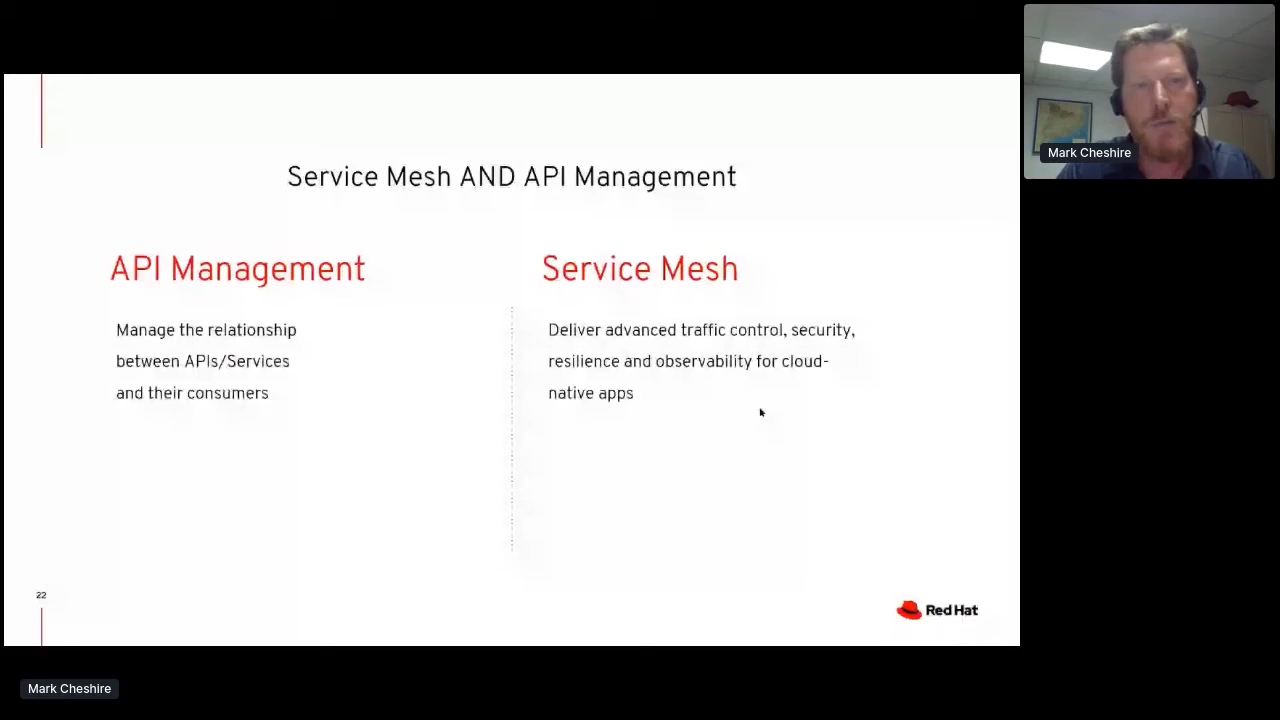 Service Mesh AND API Management
API Management
Manage the relationship
between APIs/Services
and their consumers
Service Mesh
Deliver advanced traffic control, security,
resilience and observability for cloud-
native apps
22
Red Hat
Mark Cheshire
Mark Cheshire